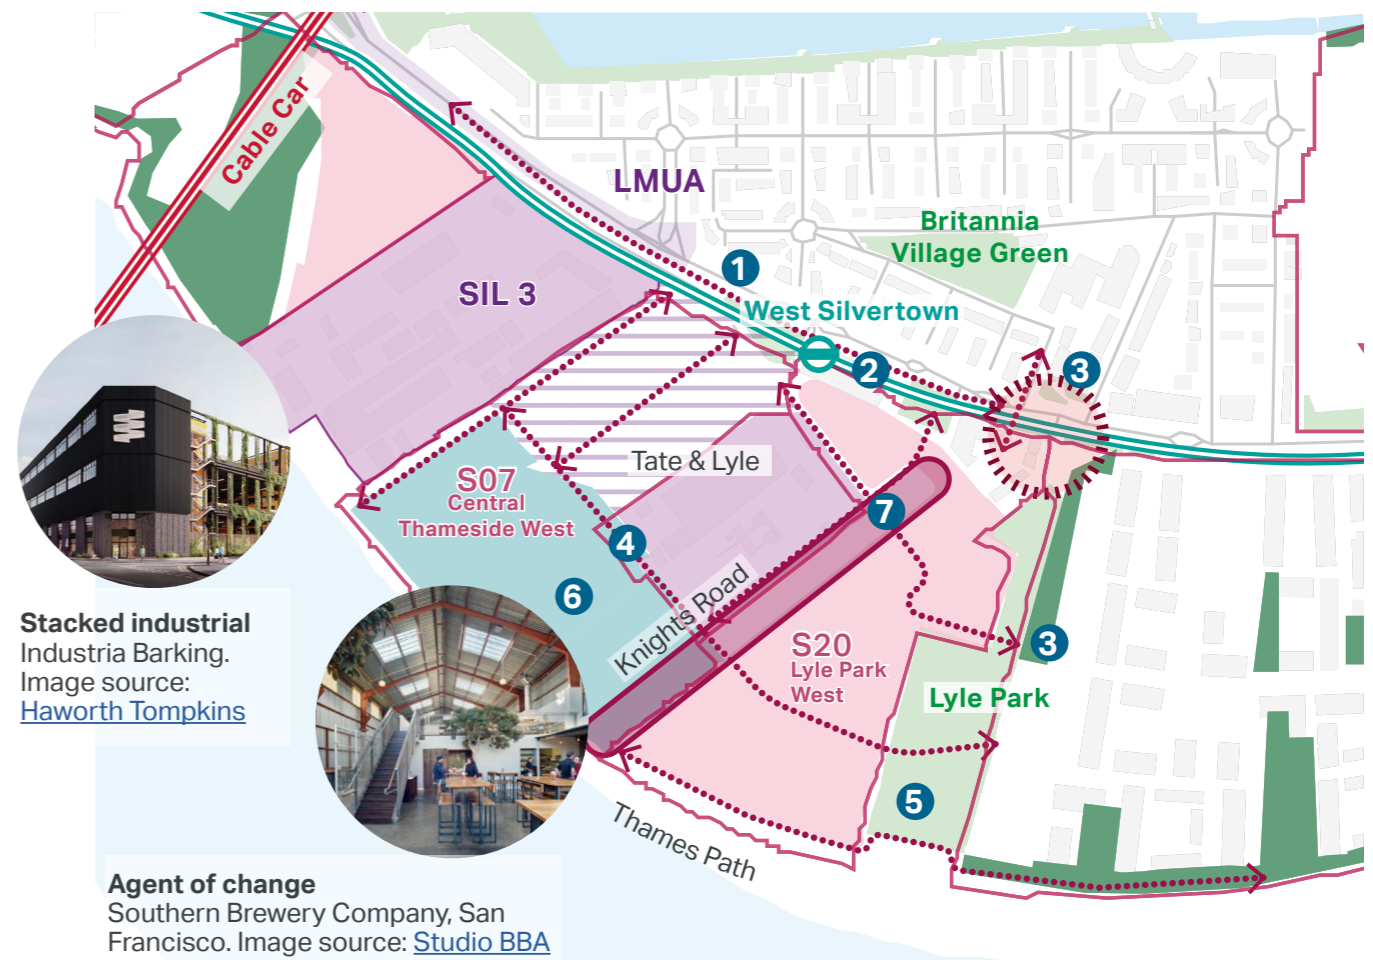 Cable Car
LMUA
Britannia
Village Green
SIL 3
1
West Silvertown
2
3
Tate & Lyle
S07
Central
Thameside West
7
4
6
Knights Road
S20
Lyle Park
West
3
Lyle Park
5
Thames Path
Stacked industrial
Industria Barking.
Image source:
Haworth Tompkins
Agent of change
Southern Brewery Company, San
Francisco. Image source: Studio BBA